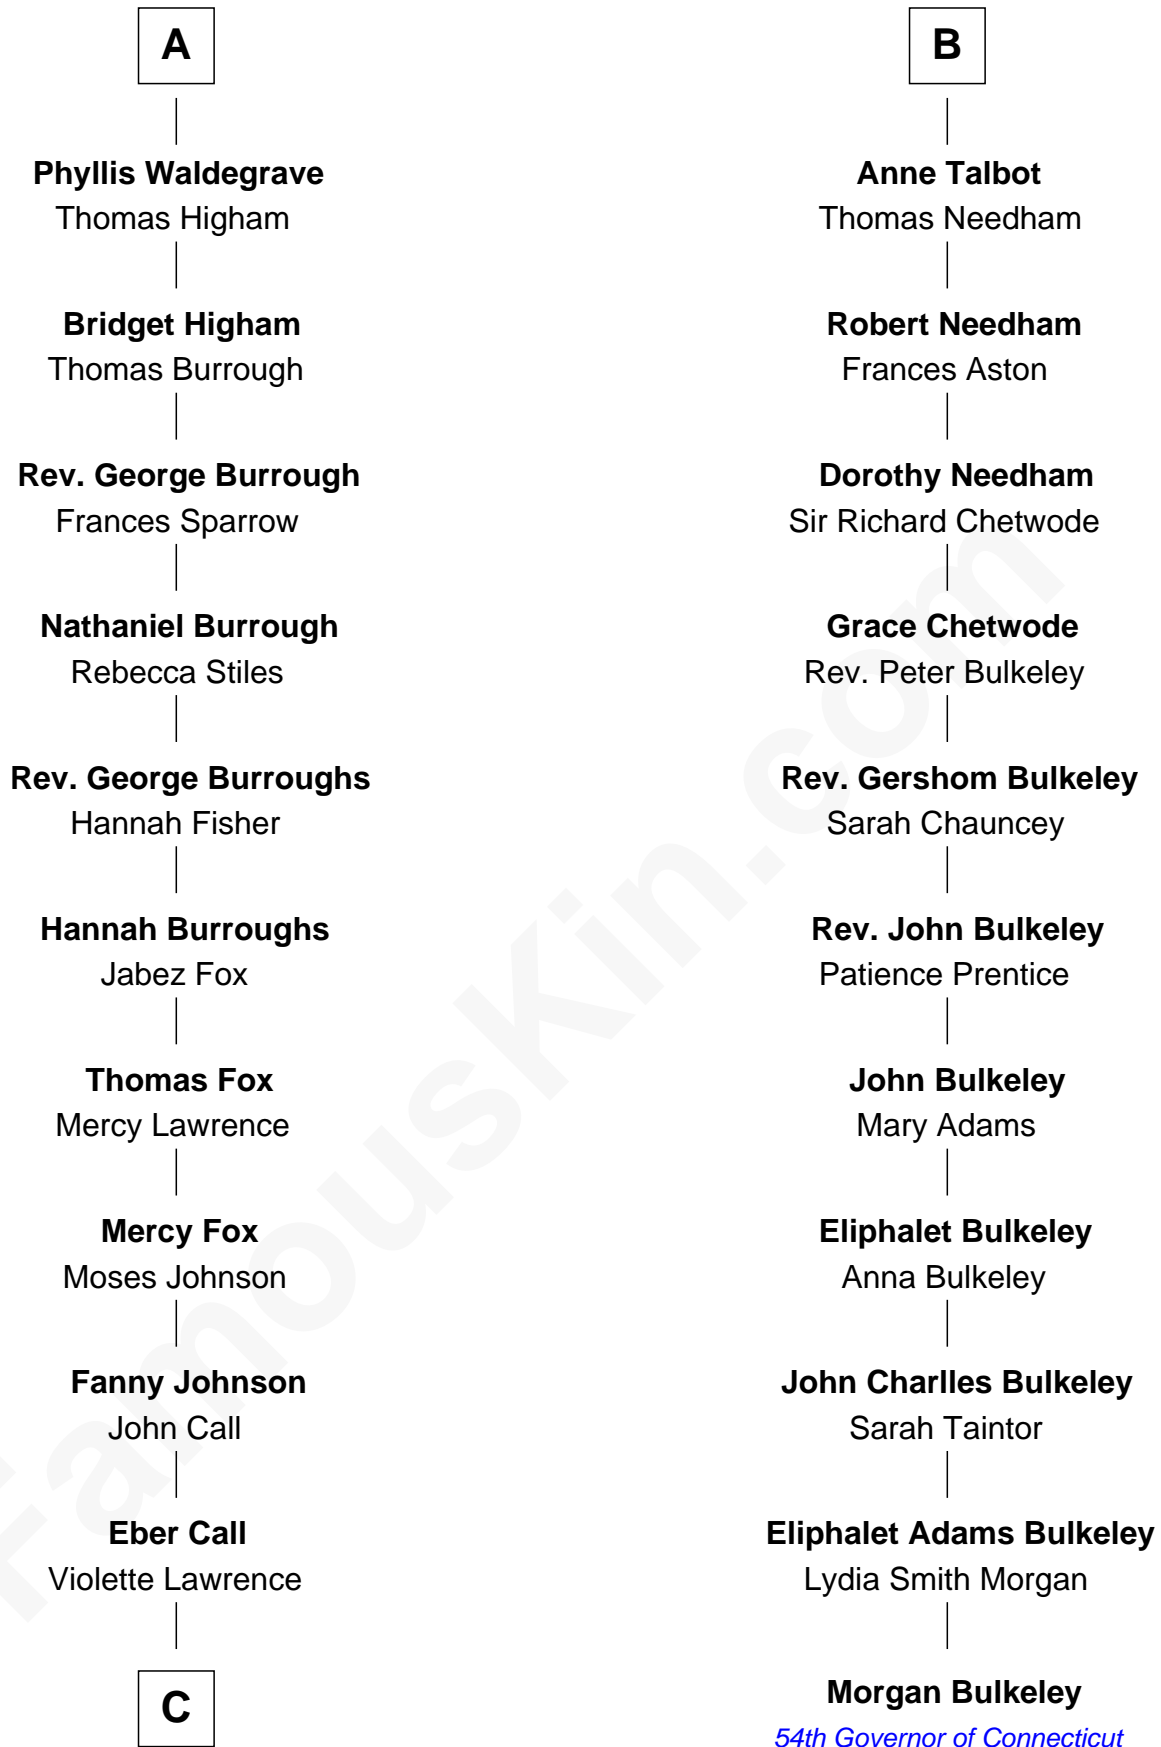 A
Phyllis Waldegrave
Thomas Higham
Bridget Higham
Thomas Burrough
Rev. George Burrough
Frances Sparrow
Nathaniel Burrough
Rebecca Stiles
Rev. George Burroughs
Hannah Fisher
Hannah Burroughs
Jabez Fox
Thomas Fox
Mercy Lawrence
Mercy Fox
Moses Johnson
Fanny Johnson
John Call
Eber Call
Violette Lawrence
C
B
Anne Talbot
Thomas Needham
Robert Needham
Frances Aston
Dorothy Needham
Sir Richard Chetwode
Grace Chetwode
Rev. Peter Bulkeley
Rev. Gershom Bulkeley
Sarah Chauncey
Rev. John Bulkeley
Patience Prentice
John Bulkeley
Mary Adams
Eliphalet Bulkeley
Anna Bulkeley
John Charlles Bulkeley
Sarah Taintor
Eliphalet Adams Bulkeley
Lydia Smith Morgan
Morgan Bulkeley
54th Governor of Connecticut
FamousKin.com